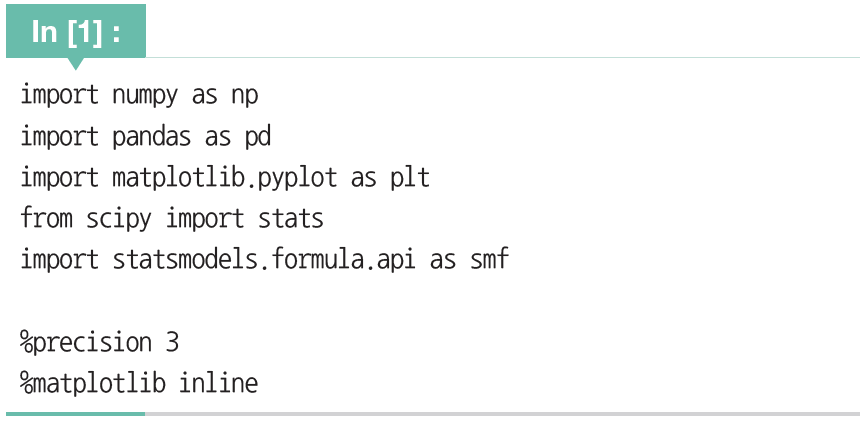 In [1] :
import numpy as np
import pandas as pd
import matplotlib.pyplot as plt
from scipy import stats
import statsmodels.formula.api as smf
%precision 3
%matplotlib inline